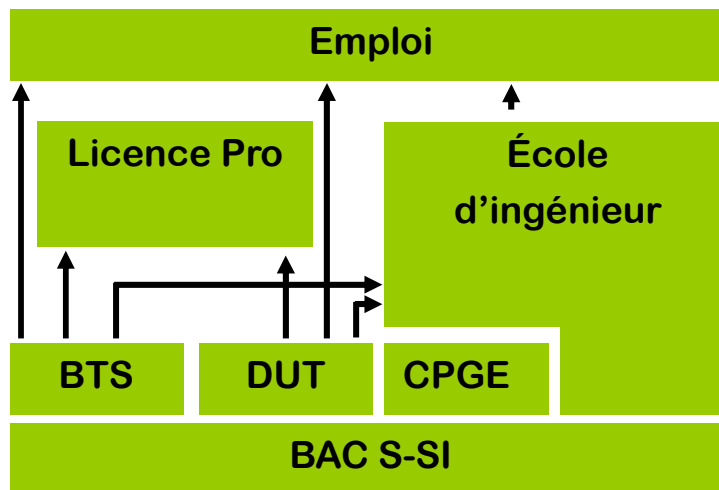 Emploi
Licence Pro
École
d’ingénieur
BTS
DUT
CPGE
BAC S-SI